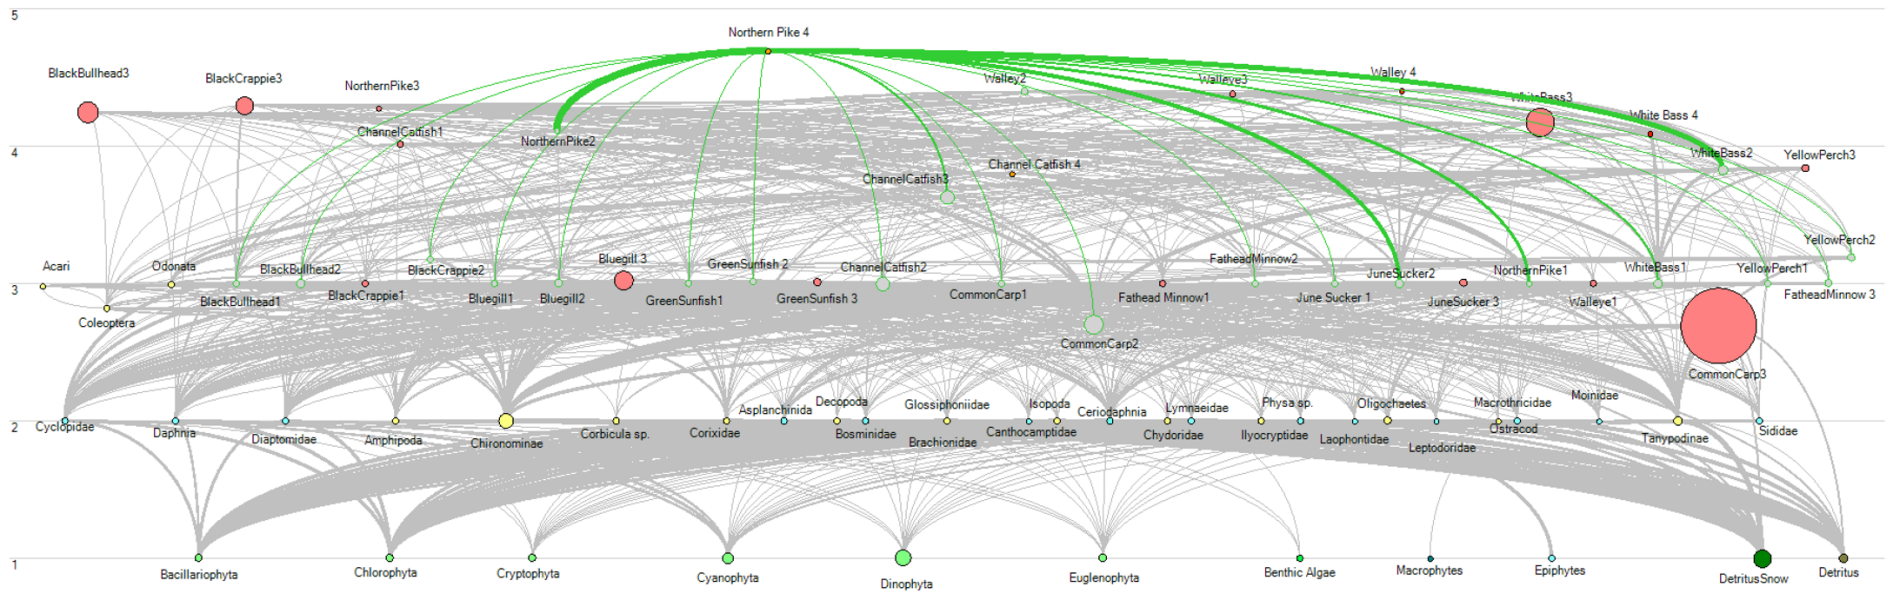 5
Northern Pike 4
BlackBullhead3
BlackCrappie3
NorthernPike3
Walley2
Walleye3
Walley 4
WhiteBass3
White Bass 4
ChannelCatfish1
NorthernPike2
4
Channel Catfish 4
WhiteBass2
YellowPerch3
ChannelCatfish3
YellowPerch2
Acari
Odonata
BlackBullhead2
BlackCrappie2
Bluegill 3
GreenSunfish 2
ChannelCatfish2
FatheadMinnow2
JuneSucker2
NorthernPike1
WhiteBass1
YellowPerch1
3
BlackBullhead1
BlackCrappie1
Bluegill1
Bluegill2
GreenSunfish1
GreenSunfish 3
CommonCarp1
Fathead Minnow1
June Sucker 1
JuneSucker 3
Walleye1
FatheadMinnow 3
Coleoptera
CommonCarp2
CommonCarp3
Decopoda
Asplanchinida
Glossiphoniidae
Isopoda
Ceriodaphnia
Lymnaeidae
Physa sp.
Oligochaetes
Macrothricidae
Moinidae
2
Cyclopidae
Daphnia
Diaptomidae
Amphipoda
Chironominae
Corbicula sp.
Corixidae
Bosminidae
Brachionidae
Canthocamptidae
Chydoridae
Ilyocryptidae
Laophontidae
Leptodoridae
Ostracod
Tanypodinae
Sididae
1
Bacillariophyta
Chlorophyta
Cryptophyta
Cyanophyta
Dinophyta
Euglenophyta
Benthic Algae
Macrophytes
Epiphytes
DetritusSnow
Detritus